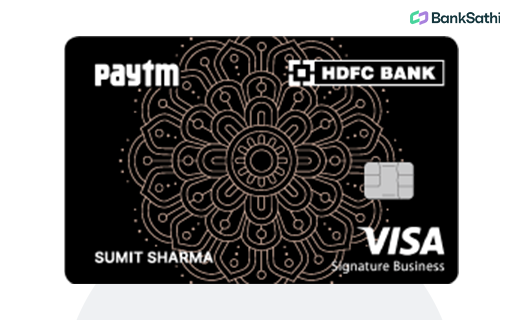 BankSathi
paytm
HDFC BANK
VISA
Signature Business
SUMIT SHARMA